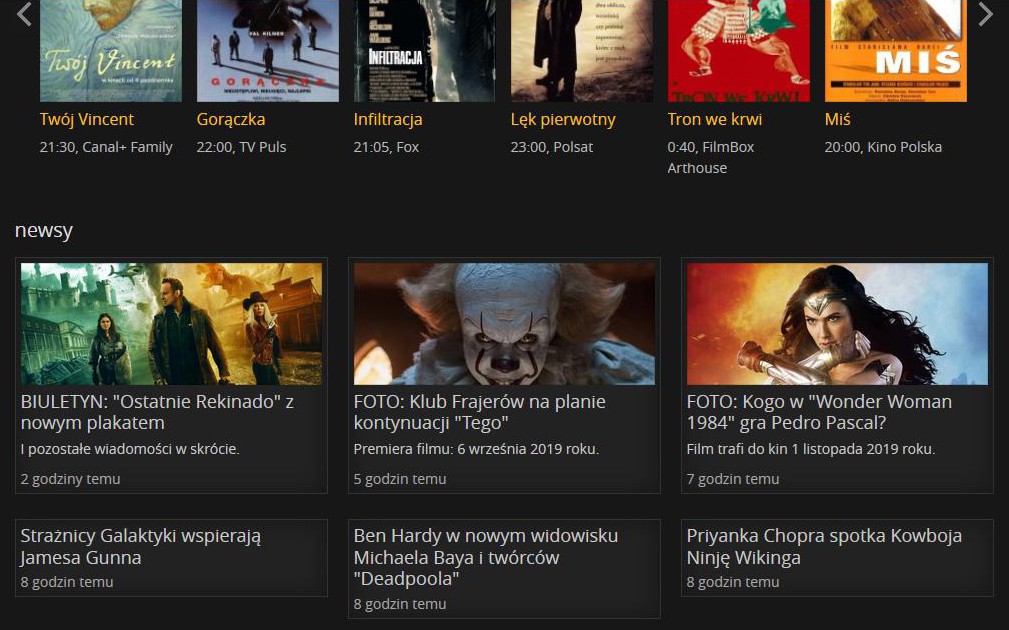 Twój Vincent
w kinach od 6 października
VAL KILMER
GORĄCZKA
NIEUSTĘPLIWI, NIEULĘCI, NAJLEPSI
INFILTRACJA
TRON WE KRWI
FILM STANISŁAWA BAREI
MIŚ
Twój Vincent
Gorączka
Infiltracja
Lęk pierwotny
Tron we krwi
Miś
21:30, Canal+ Family
22:00, TV Puls
21:05, Fox
23:00, Polsat
0:40, FilmBox
Arthouse
20:00, Kino Polska
newsy
BIULETYN: "Ostatnie Rekinado" z
nowym plakatem
I pozostałe wiadomości w skrócie.
2 godziny temu
FOTO: Klub Frajerów na planie
kontynuacji "Tego"
Premiera filmu: 6 września 2019 roku.
5 godzin temu
FOTO: Kogo w "Wonder Woman
1984" gra Pedro Pascal?
Film trafi do kin 1 listopada 2019 roku.
7 godzin temu
Strażnicy Galaktyki wspierają
Jamesa Gunna
8 godzin temu
Ben Hardy w nowym widowisku
Michaela Baya i twórców
"Deadpoola"
8 godzin temu
Priyanka Chopra spotka Kowboja
Ninję Wikinga
8 godzin temu